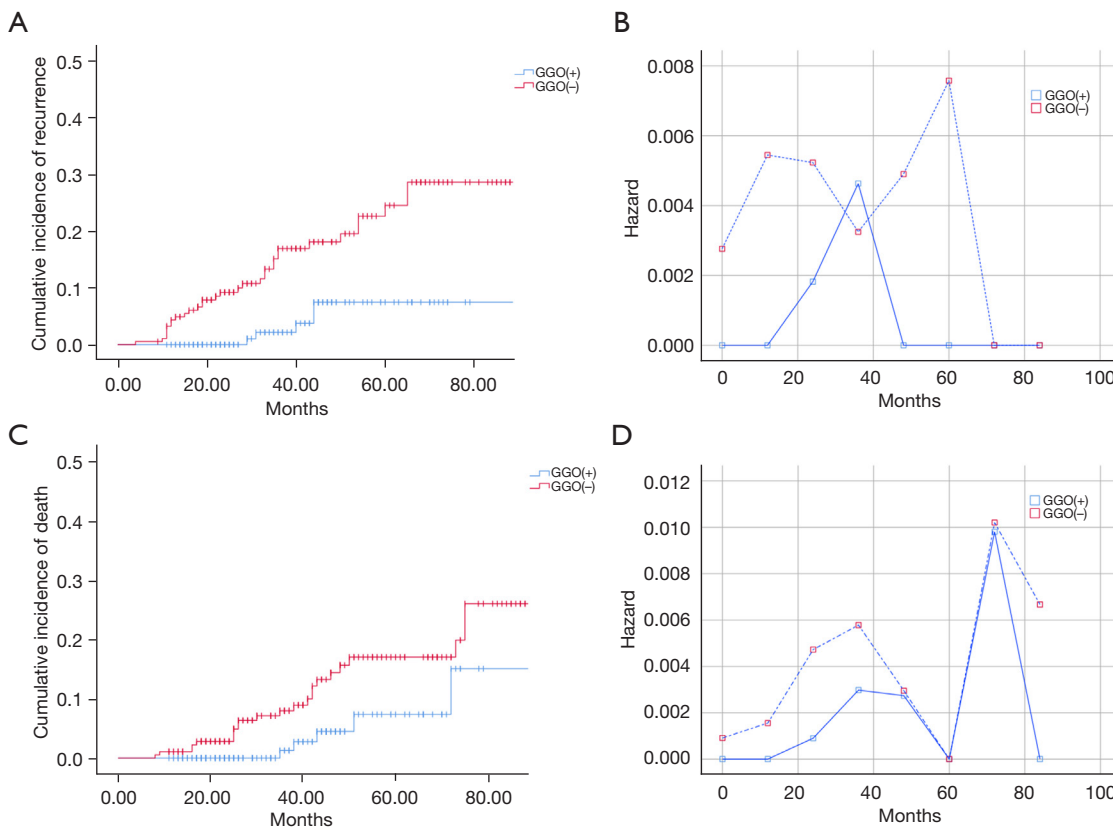 A
0.5
0.4
0.3
0.2
0.1
0.0
Cumulative incidence of recurrence
GGO(+)
GGO(–)
0.00 20.00 40.00 60.00 80.00
Months
B
0.008
0.006
0.004
0.002
0.000
Hazard
GGO(+)
GGO(–)
0 20 40 60 80 100
Months
C
0.5
0.4
0.3
0.2
0.1
0.0
Cumulative incidence of death
GGO(+)
GGO(–)
0.00 20.00 40.00 60.00 80.00
Months
D
0.012
0.010
0.008
0.006
0.004
0.002
0.000
Hazard
GGO(+)
GGO(–)
0 20 40 60 80 100
Months